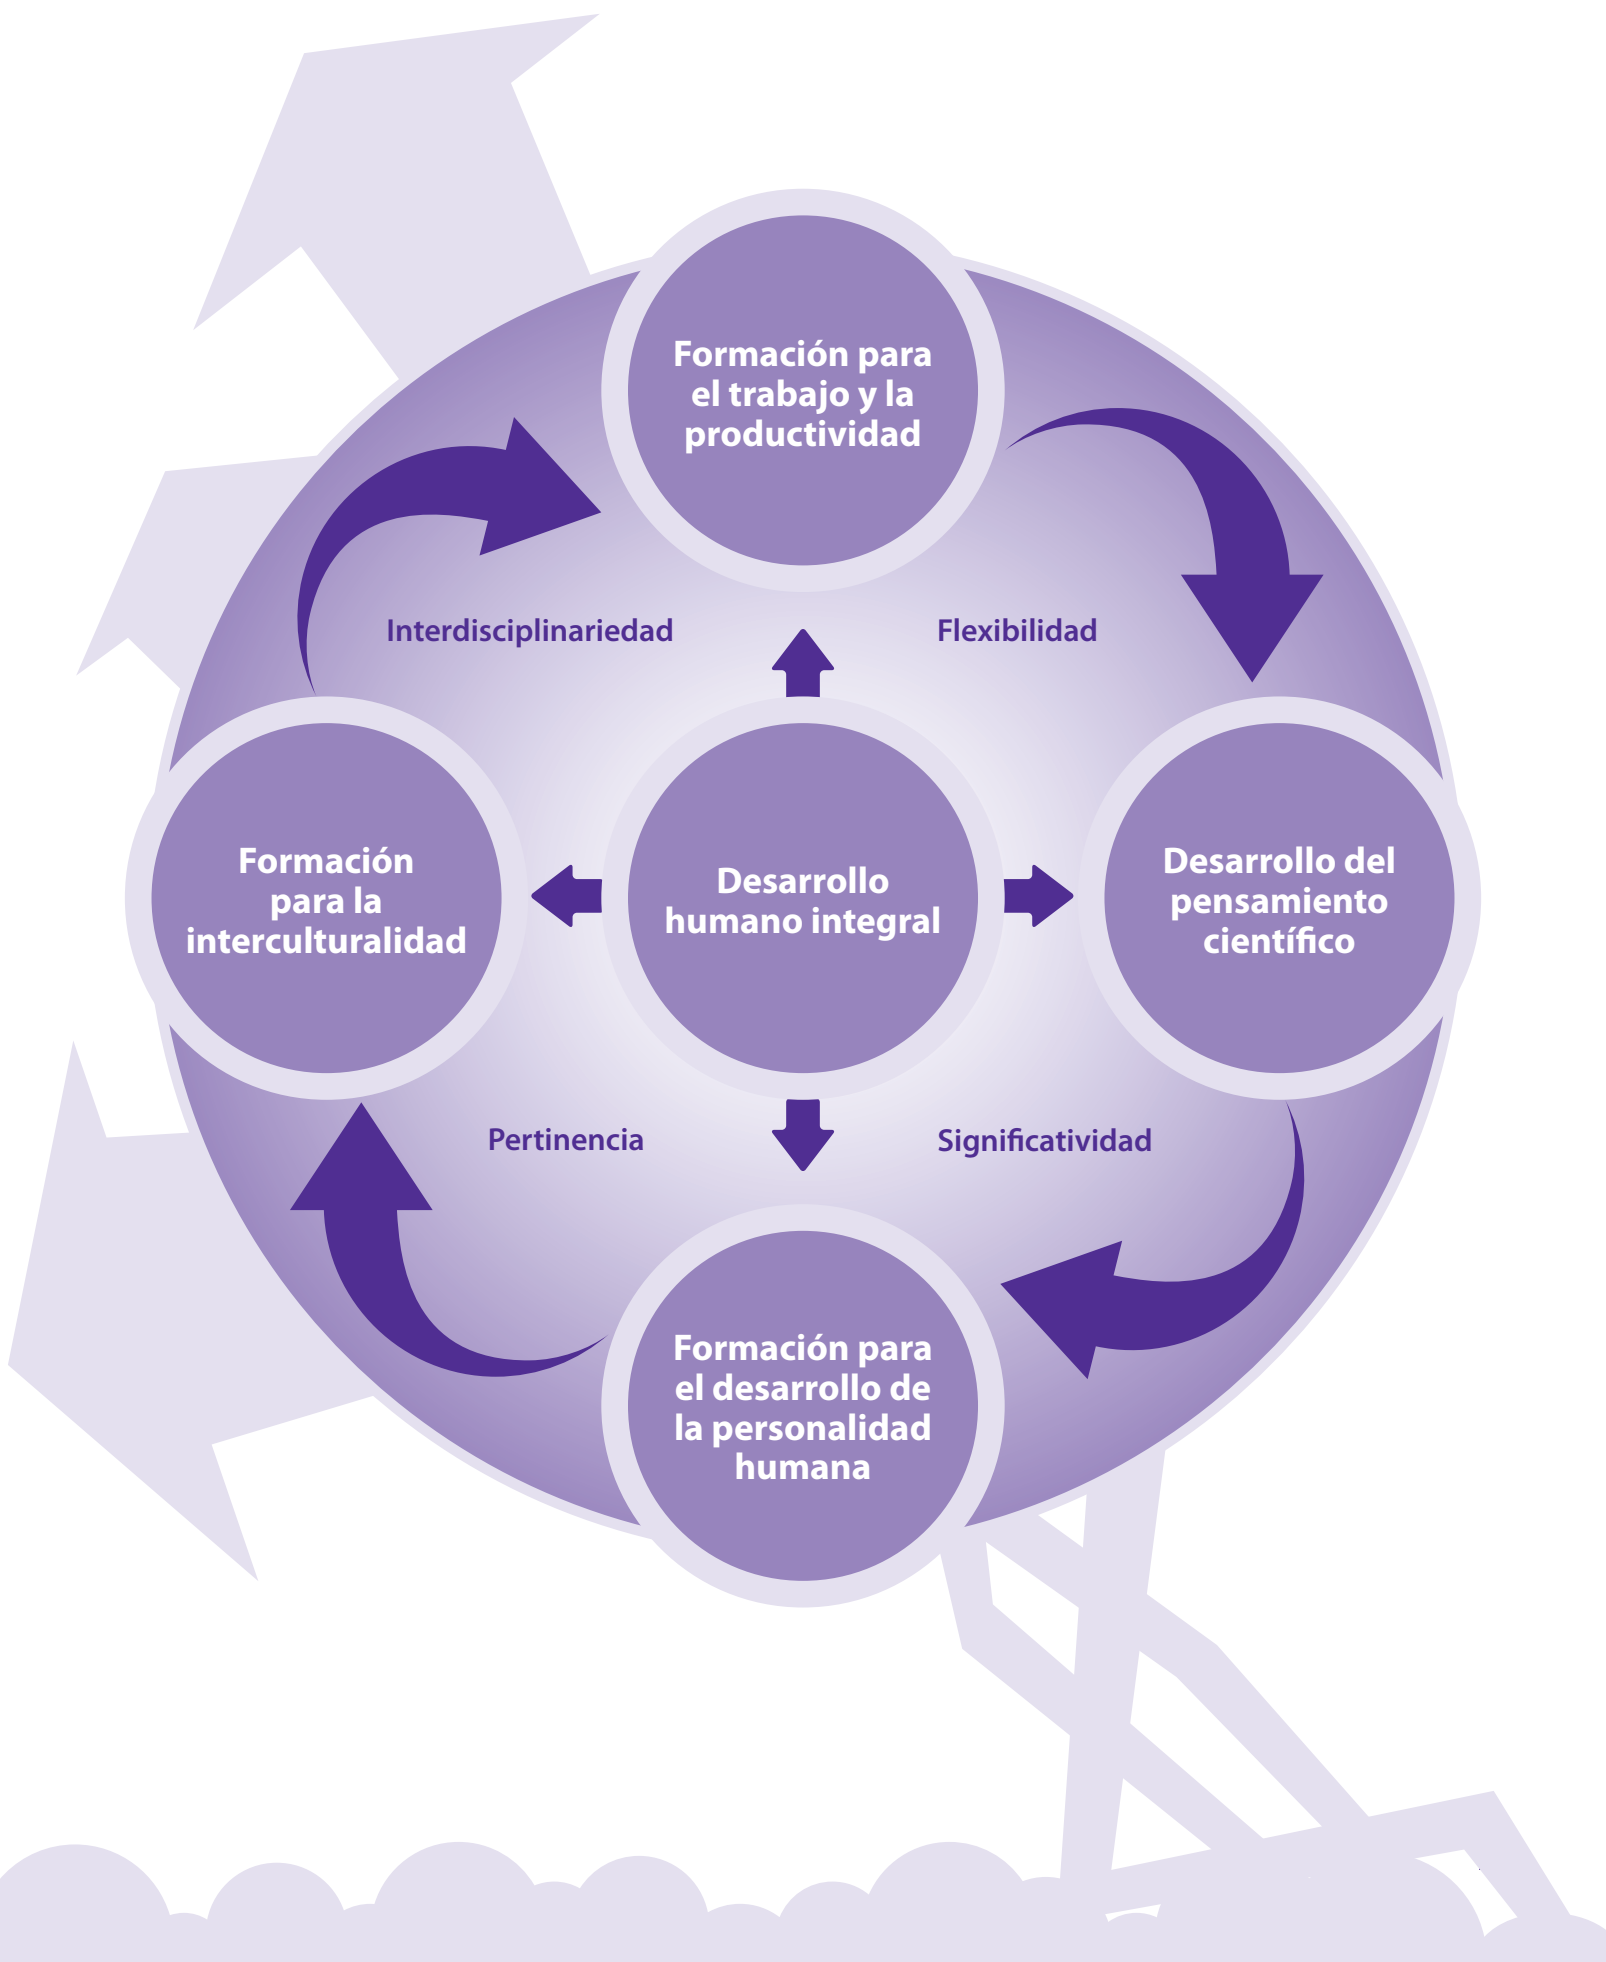 Formación para
el trabajo y la
productividad
Interdisciplinariedad
Flexibilidad
Formación
para la
interculturalidad
Desarrollo
humano integral
Desarrollo del
pensamiento
científico
Pertinencia
Significatividad
Formación para
el desarrollo de
la personalidad
humana